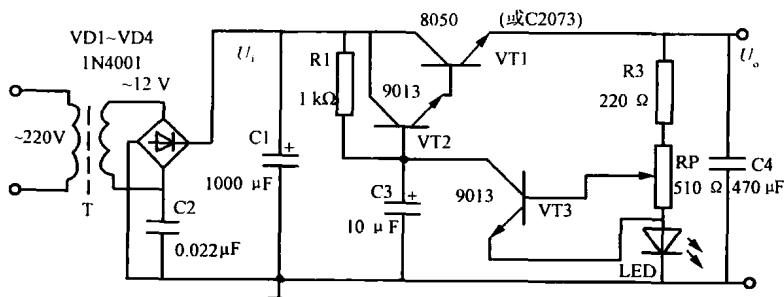 8050
(或C2073)
VD1~VD4
1N4001
~12 V
Ui
R1
1 kΩ
9013
VT1
Uo
R3
220 Ω
~220V
C1
1000 μF
VT2
RP
510 Ω
C4
470 μF
T
C2
0.022μF
C3
10 μF
9013
VT3
LED